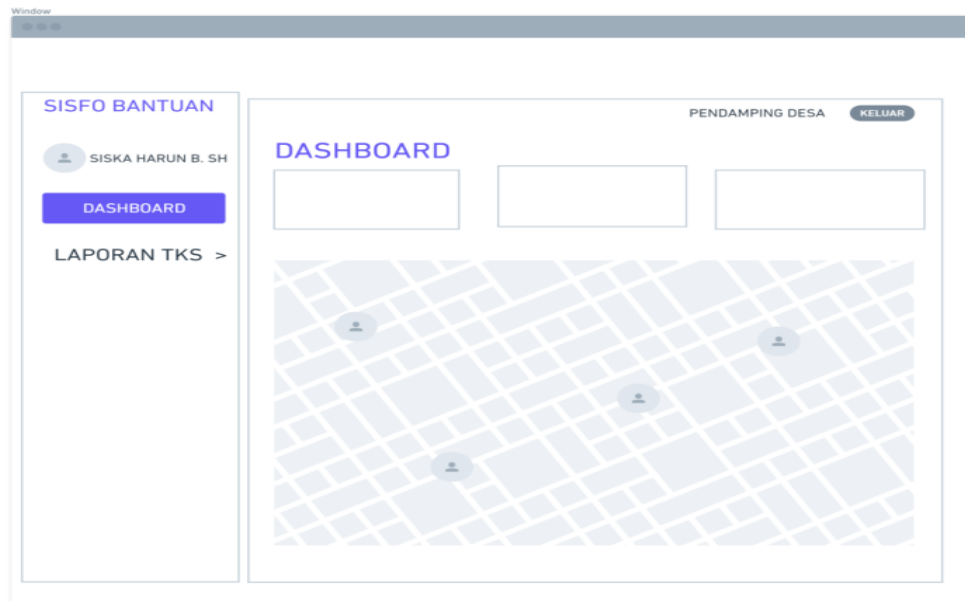 Window
SISFO BANTUAN
SISKA HARUN B. SH
DASHBOARD
LAPORAN TKS >
PENDAMPING DESA
KELUAR
DASHBOARD